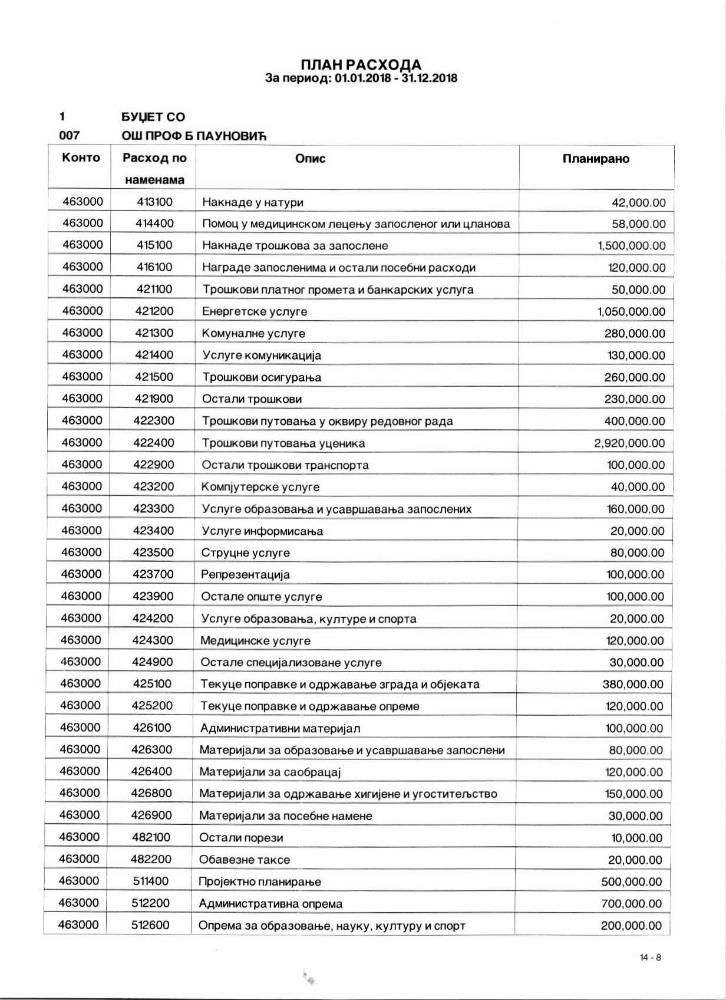 ПЛАН РАСХОДА
За период: 01.01.2018 - 31.12.2018
1 БУЏЕТ СО
007 ОШ ПРОФ Б ПАУНОВИЋ
Конто Расход по наменама Опис Планирано
463000 413100 Накнаде у натури 42,000.00
463000 414400 Помоц у медицинском лецењу запосленог или цланова 58,000.00
463000 415100 Накнаде трошкова за запослене 1,500,000.00
463000 416100 Награде запосленима и остали посебни расходи 120,000.00
463000 421100 Трошкови платног промета и банкарских услуга 50,000.00
463000 421200 Енергетске услуге 1,050,000.00
463000 421300 Комуналне услуге 280,000.00
463000 421400 Услуге комуникација 130,000.00
463000 421500 Трошкови осигурања 260,000.00
463000 421900 Остали трошкови 230,000.00
463000 422300 Трошкови путовања у оквиру редовног рада 400,000.00
463000 422400 Трошкови путовања уценика 2,920,000.00
463000 422900 Остали трошкови транспорта 100,000.00
463000 423200 Компјутерске услуге 40,000.00
463000 423300 Услуге образовања и усавршавања запослених 160,000.00
463000 423400 Услуге информисања 20,000.00
463000 423500 Струцне услуге 80,000.00
463000 423700 Репрезентација 100,000.00
463000 423900 Остале опште услуге 100,000.00
463000 424200 Услуге образовања, културе и спорта 20,000.00
463000 424300 Медицинске услуге 120,000.00
463000 424900 Остале специјализоване услуге 30,000.00
463000 425100 Текуце поправке и одржавање зграда и објеката 380,000.00
463000 425200 Текуце поправке и одржавање опреме 120,000.00
463000 426100 Административни материјал 100,000.00
463000 426300 Материјали за образовање и усавршавање запослени 80,000.00
463000 426400 Материјали за саобрацај 120,000.00
463000 426800 Материјали за одржавање хигијене и угоститељство 150,000.00
463000 426900 Материјали за посебне намене 30,000.00
463000 482100 Остали порези 10,000.00
463000 482200 Обавезне таксе 20,000.00
463000 511400 Пројектно планирање 500,000.00
463000 512200 Административна опрема 700,000.00
463000 512600 Опрема за образовање, науку, културу и спорт 200,000.00
14 - 8